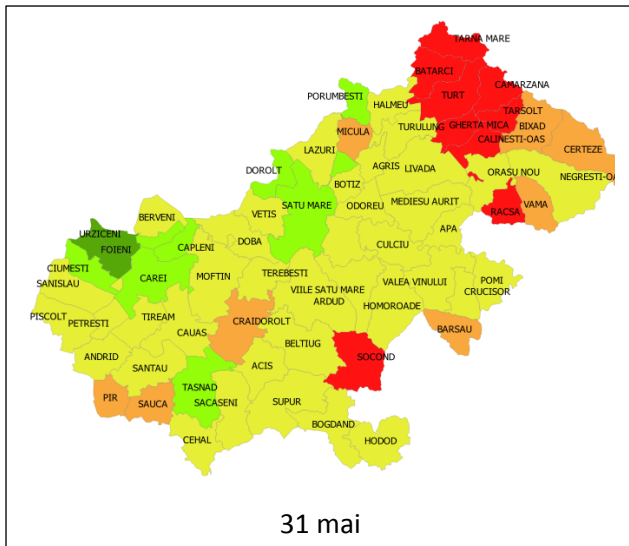 TARNA MARE
BATARCI
CAMARZANA
TURT
PORUMBESTI
HALMEU
TARSOLT
TURULUNG
GHERTA MICA
BIXAD
MICULA
CALINESTI-OAS
CERTEZE
LAZURI
AGRIS
LIVADA
DOROLT
ORASU NOU
NEGRESTI-OA
BOTIZ
SATU MARE
ODOREU
MEDIESU AURIT
RACSA
VAMA
BERVENI
VETIS
APA
URZICENI
FOIENI
CAPLENI
DOBA
CULCIU
CIUMESTI
CAREI
MOFTIN
TEREBESTI
SANISLAU
VIILE SATU MARE
VALEA VINULUI
POMI
ARDUD
HOMOROADE
CRUCISOR
PISCOLT
PETRESTI
TIREAM
CRAIDOROLT
CAUAS
BARSAU
BELTIUG
ANDRID
SOCOND
SANTAU
ACIS
TASNAD
PIR
SAUCA
SACASENI
SUPUR
BOGDAND
CEHAL
HODOD
31 mai